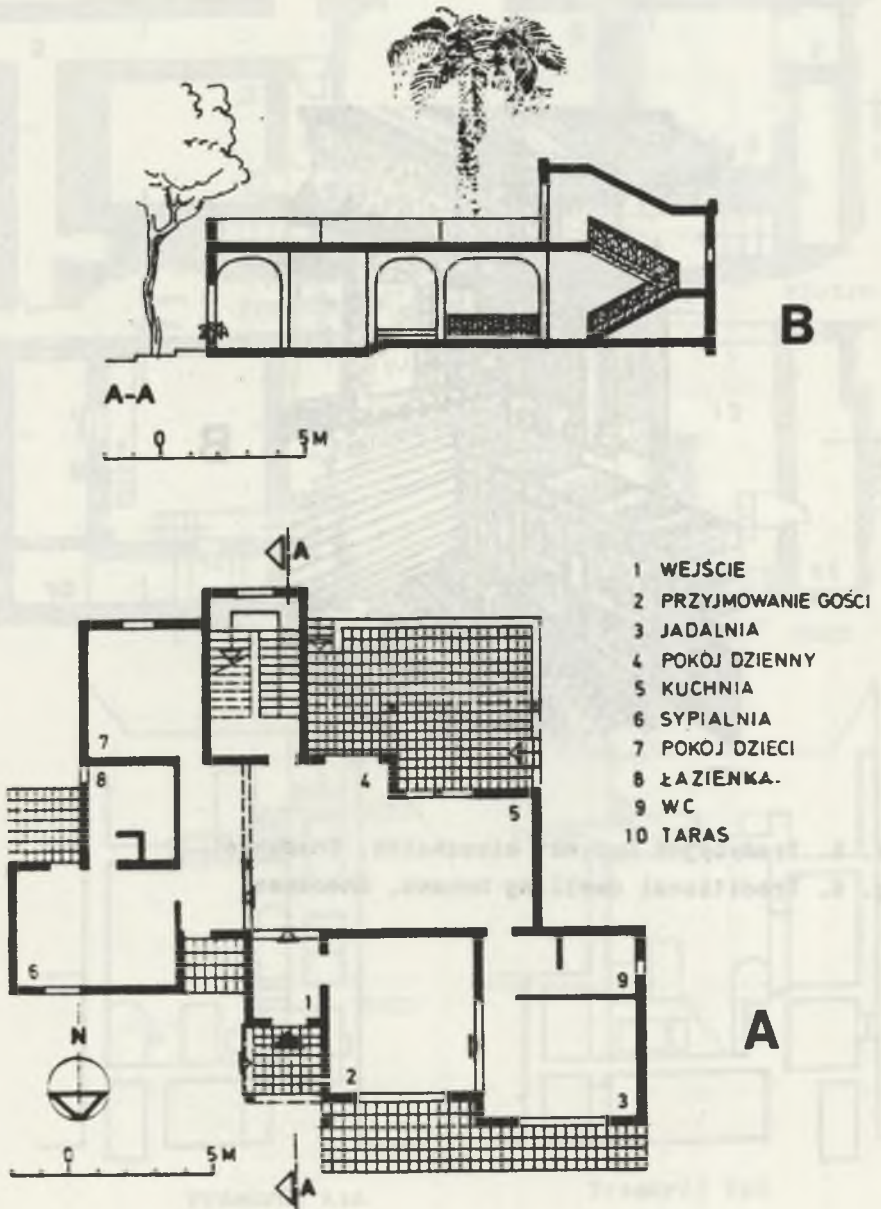 B
A-A
0 5M
A
1 WEJŚCIE
2 PRZYJMOWANIE GOŚCI
3 JADALNIA
4 POKÓJ DZIENNY
5 KUCHNIA
6 SYPIALNIA
7 POKÓJ DZIECI
8 ŁAZIENKA
9 WC
10 TARAS
7
4
8
5
6
1
9
N
2
3
A
0 5M
A